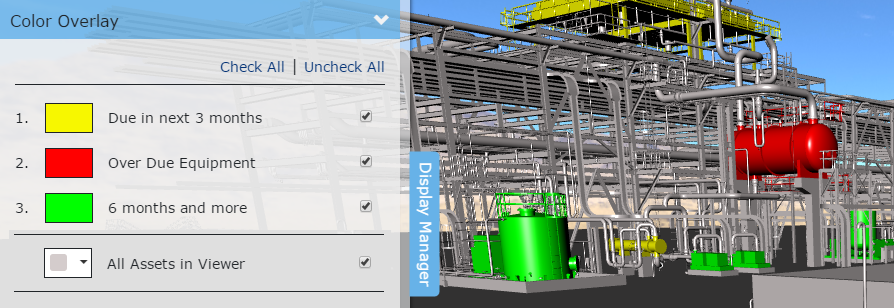 Color Overlay
Check All | Uncheck All
1. Due in next 3 months
2. Over Due Equipment
3. 6 months and more
All Assets in Viewer
Display Manager